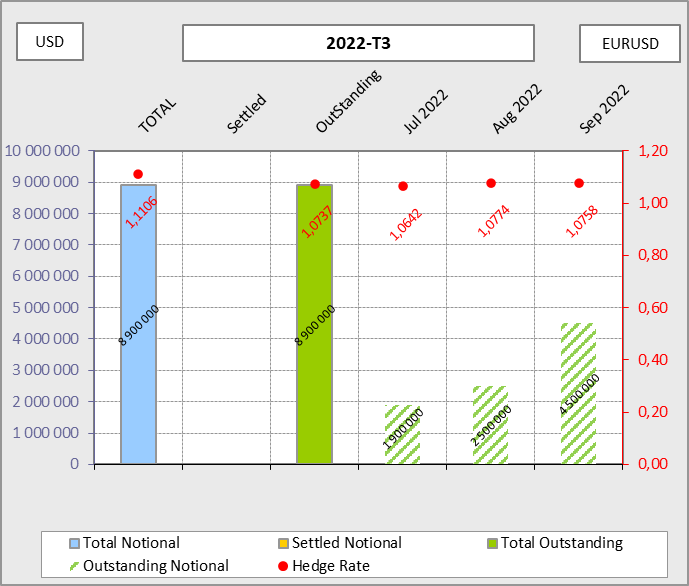 USD
2022-T3
EURUSD
TOTAL
Settled
OutStanding
Jul 2022
Aug 2022
Sep 2022
10 000 000
9 000 000
8 000 000
7 000 000
6 000 000
5 000 000
4 000 000
3 000 000
2 000 000
1 000 000
0
1,20
1,00
0,80
0,60
0,40
0,20
0,00
1,1106
1,0737
1,0642
1,0774
1,0758
8 900 000
8 900 000
1 900 000
2 500 000
4 500 000
Total Notional
Settled Notional
Total Outstanding
Outstanding Notional
Hedge Rate